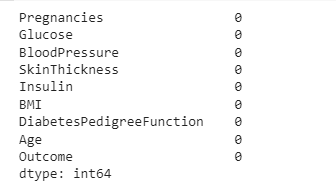 Pregnancies 0
Glucose 0
BloodPressure 0
SkinThickness 0
Insulin 0
BMI 0
DiabetesPedigreeFunction 0
Age 0
Outcome 0
dtype: int64